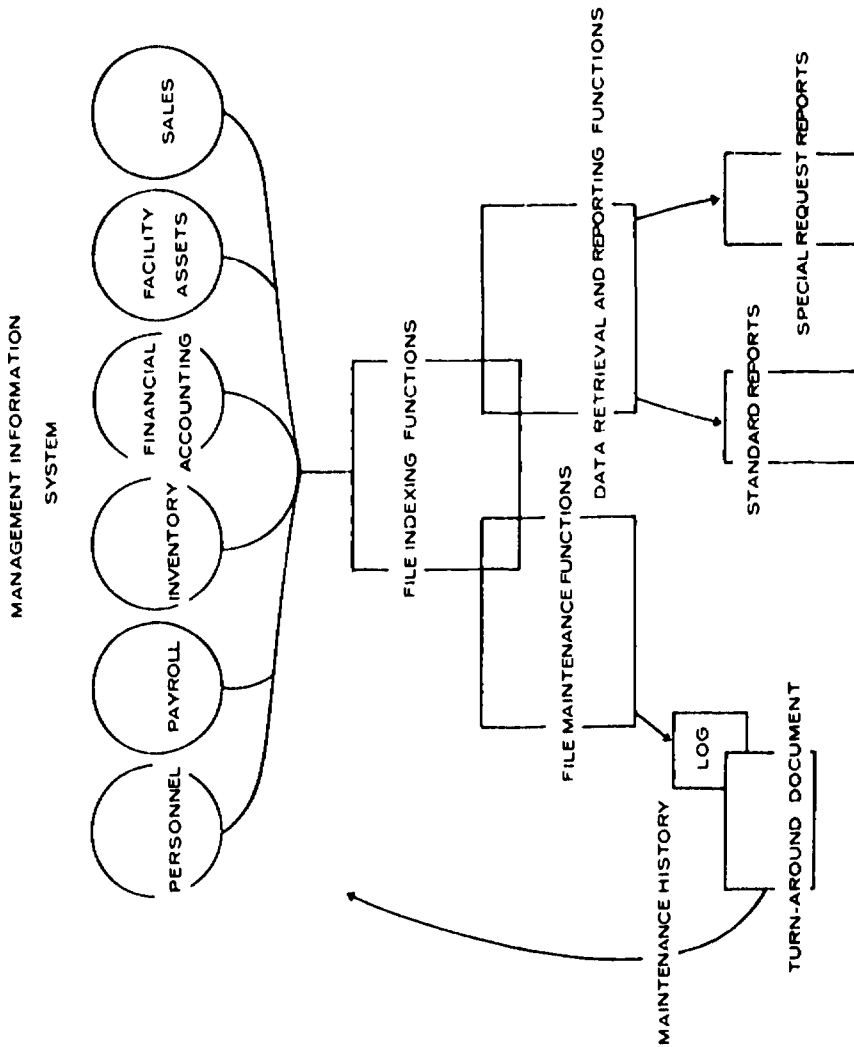 MANAGEMENT INFORMATION
SYSTEM
PERSONNEL
PAYROLL
INVENTORY
FINANCIAL
ACCOUNTING
FACILITY
ASSETS
SALES
FILE INDEXING FUNCTIONS
FILE MAINTENANCE FUNCTIONS
DATA RETRIEVAL AND REPORTING FUNCTIONS
MAINTENANCE HISTORY
LOG
TURN-AROUND DOCUMENT
STANDARD REPORTS
SPECIAL REQUEST REPORTS